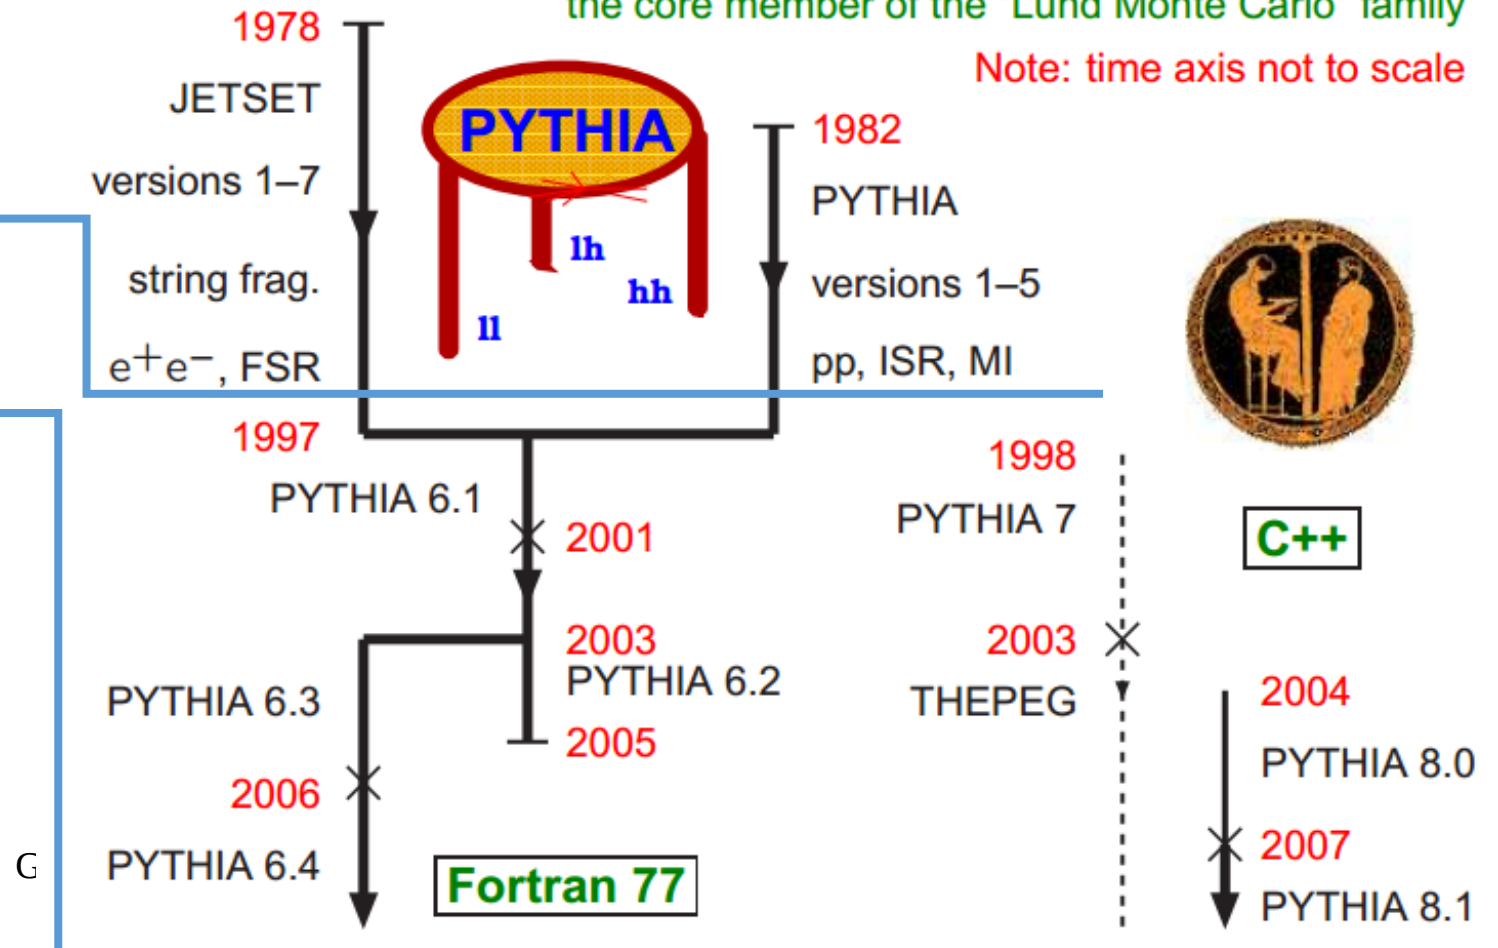 the core member of the "Lund Monte Carlo" family
Note: time axis not to scale
1978
JETSET
versions 1–7
string frag.
e+e−, FSR
PYTHIA
ll
lh
hh
1982
PYTHIA
versions 1–5
pp, ISR, MI
1997
PYTHIA 6.1
2001
2003
PYTHIA 6.2
2005
PYTHIA 6.3
2006
PYTHIA 6.4
Fortran 77
1998
PYTHIA 7
2003
THEPEG
C++
2004
PYTHIA 8.0
2007
PYTHIA 8.1
G